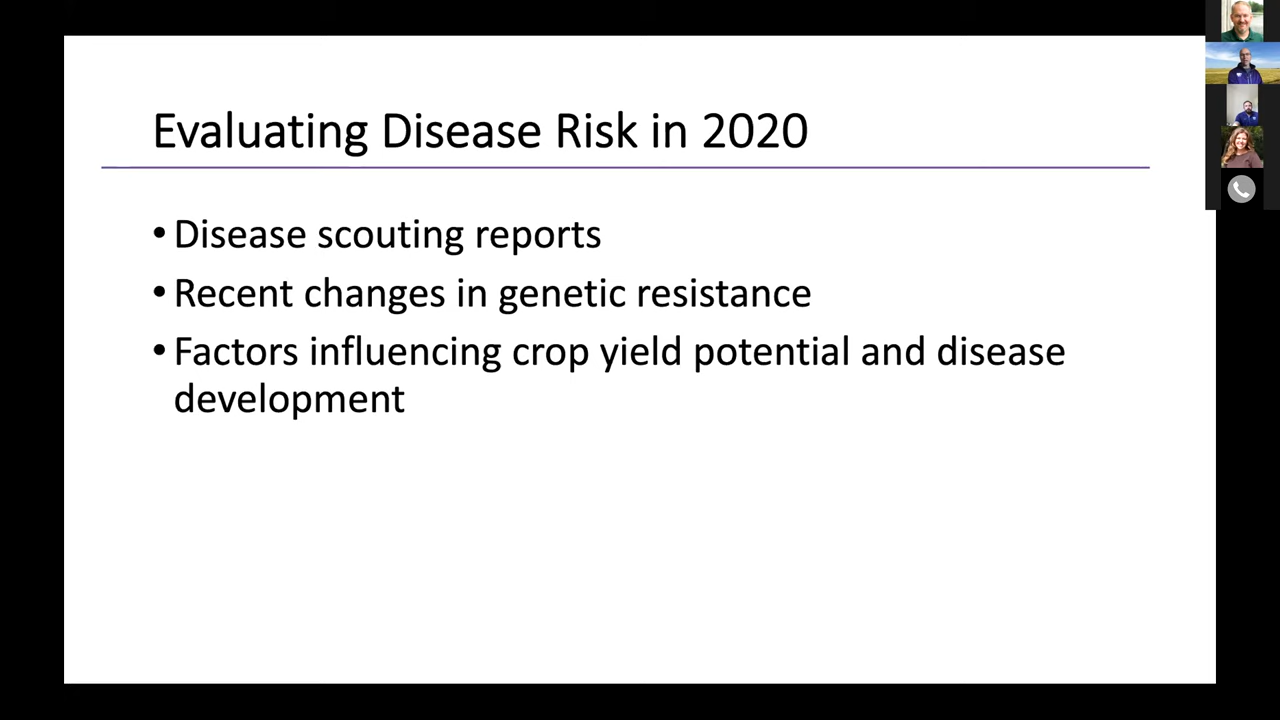 Evaluating Disease Risk in 2020
• Disease scouting reports
• Recent changes in genetic resistance
• Factors influencing crop yield potential and disease
development